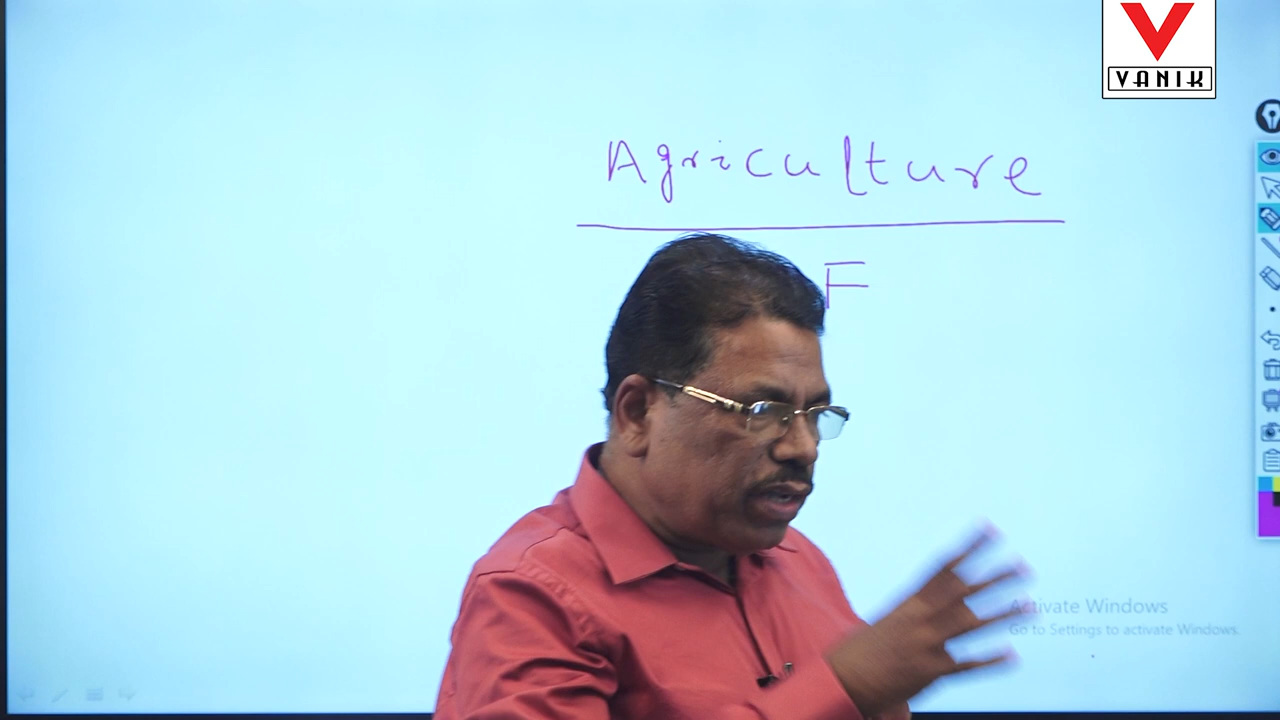 VANIK
Agriculture
F
Activate Windows
Go to Settings to activate Windows.